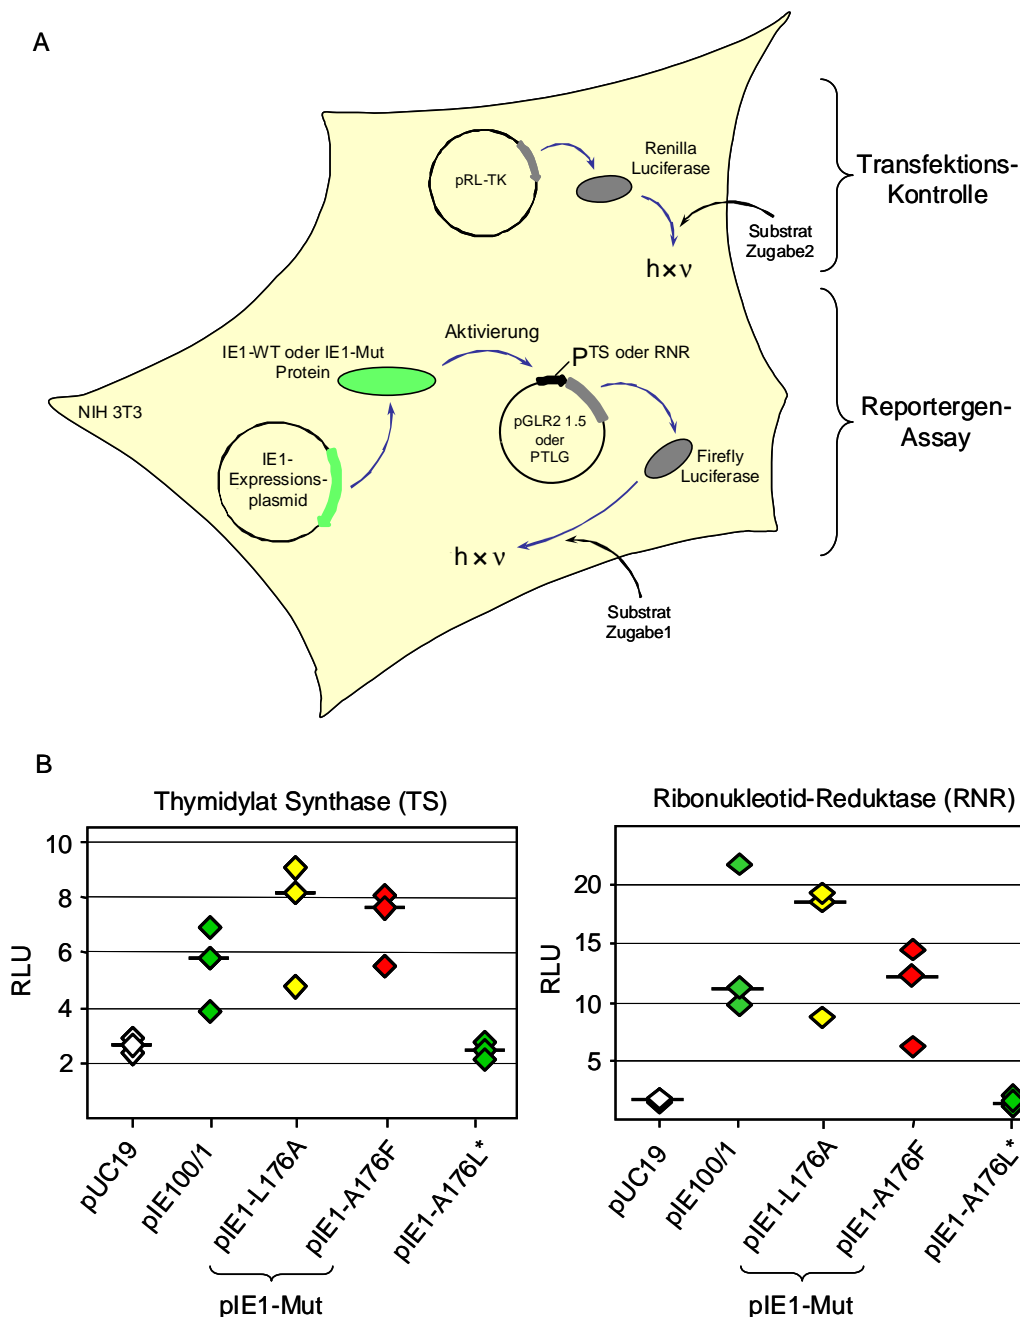 A
pRL-TK
Renilla
Luciferase
Substrat
Zugabe2
h×ν
Transfektions-
Kontrolle
Aktivierung
IE1-WT oder IE1-Mut
Protein
PTS oder RNR
NIH 3T3
IE1-
Expressions-
plasmid
pGLR2 1.5
oder
PTLG
Firefly
Luciferase
h×ν
Substrat
Zugabe1
Reportergen-
Assay
B
Thymidylat Synthase (TS)
RLU
10
8
6
4
2
pUC19
pIE100/1
pIE1-L176A
pIE1-A176F
pIE1-A176L*
pIE1-Mut
Ribonukleotid-Reduktase (RNR)
RLU
20
15
10
5
pUC19
pIE100/1
pIE1-L176A
pIE1-A176F
pIE1-A176L*
pIE1-Mut